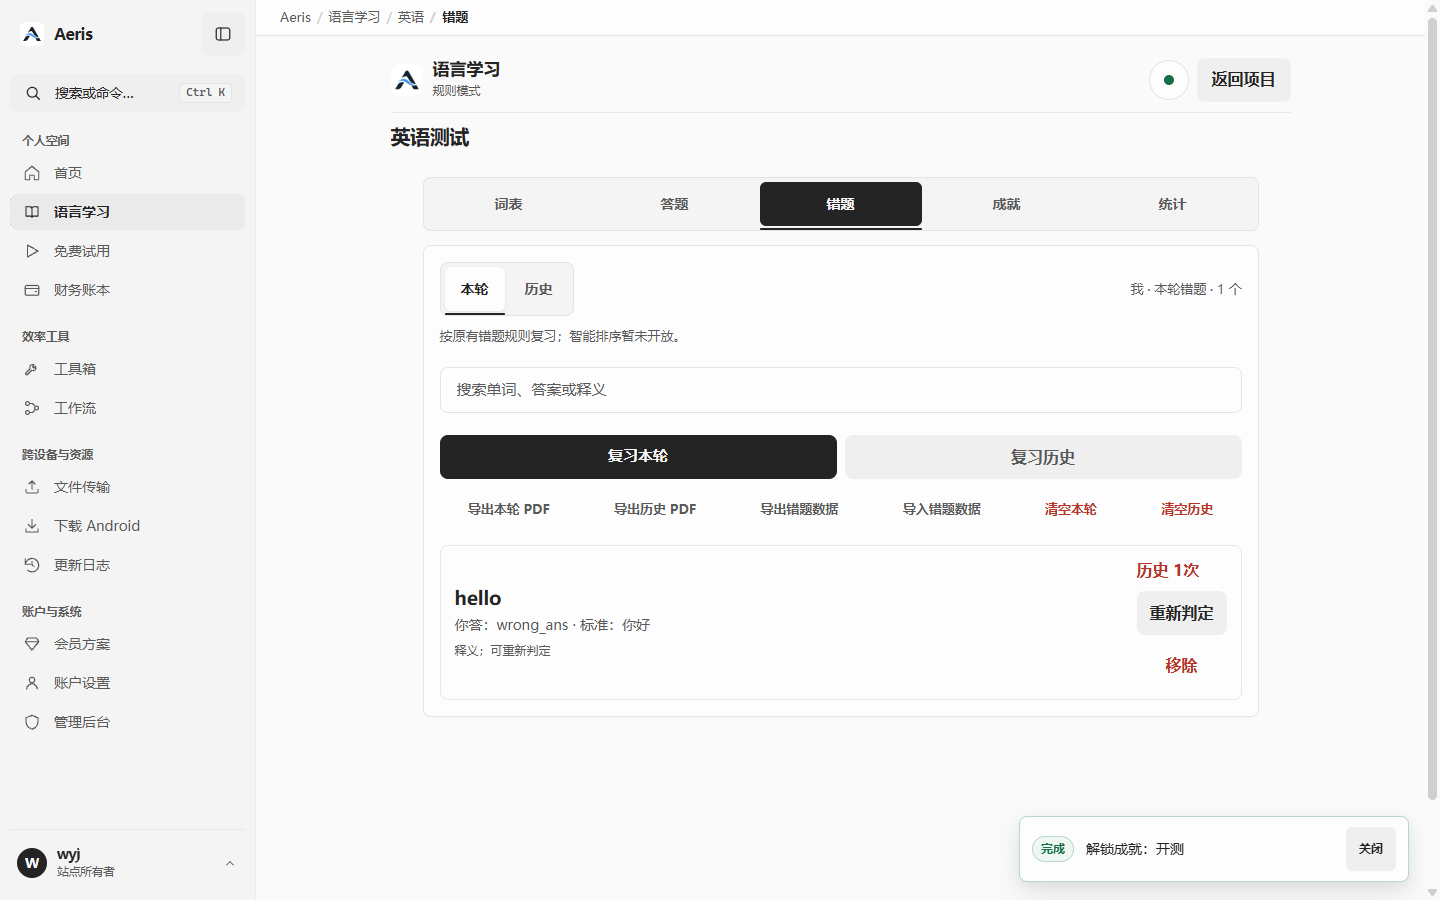 Aeris
搜索或命令... Ctrl K
个人空间
首页
语言学习
免费试用
财务账本
效率工具
工具箱
工作流
跨设备与资源
文件传输
下载 Android
更新日志
账户与系统
会员方案
账户设置
管理后台
W
wyj
站点所有者
Aeris / 语言学习 / 英语 / 错题
语言学习
规则模式
返回项目
英语测试
词表 答题 错题 成就 统计
本轮 历史
我 · 本轮错题 · 1 个
按原有错题规则复习；智能排序暂未开放。
搜索单词、答案或释义
复习本轮 复习历史
导出本轮 PDF 导出历史 PDF 导出错题数据 导入错题数据 清空本轮 清空历史
历史 1次
hello
你答：wrong_ans · 标准：你好
释义；可重新判定
重新判定
移除
完成 解锁成就：开测 关闭